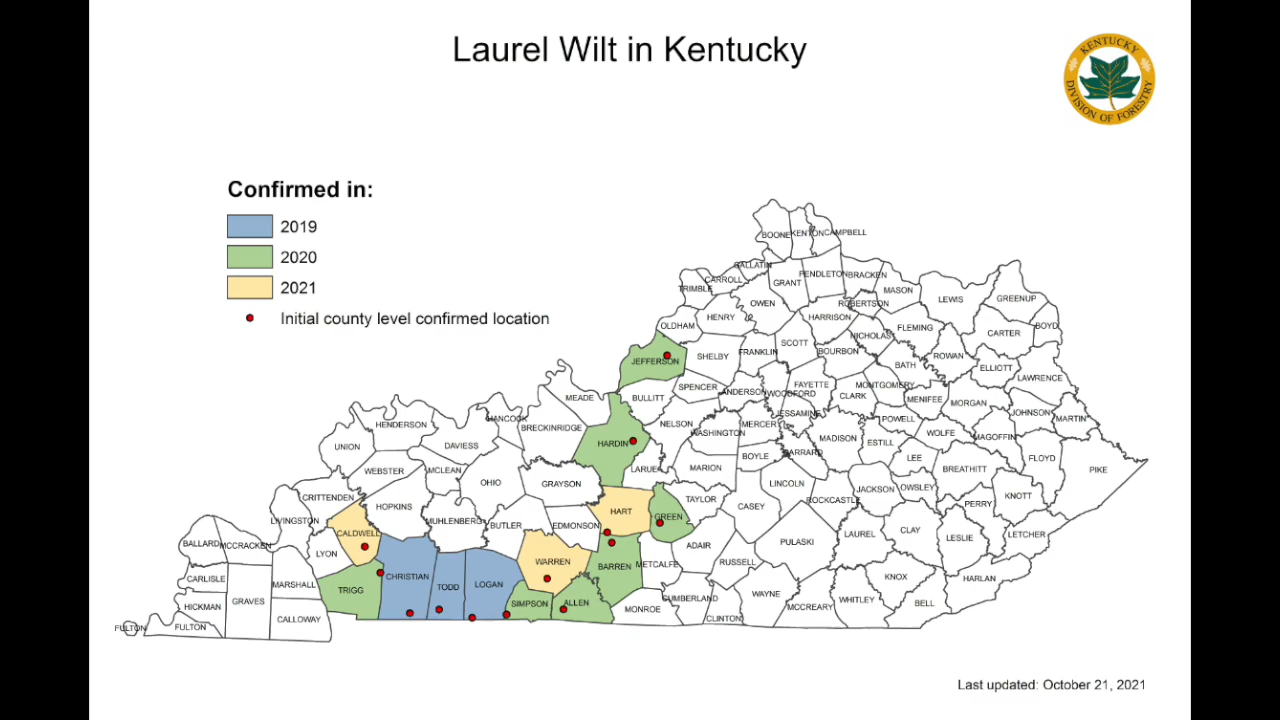 Laurel Wilt in Kentucky
KENTUCKY
DIVISION OF FORESTRY
Confirmed in:
2019
2020
2021
Initial county level confirmed location
BOONE KENTON CAMPBELL
GALLATIN
CARROLL
TRIMBLE
GRANT
PENDLETON
BRACKEN
MASON
LEWIS
GREENUP
OWEN
ROBERTSON
OLDHAM
HENRY
HARRISON
FLEMING
CARTER
BOYD
NICHOLAS
JEFFERSON
SHELBY
FRANKLIN
SCOTT
BOURBON
BATH
ROWAN
ELLIOTT
LAWRENCE
MEADE
BULLITT
SPENCER
ANDERSON
WOODFORD
FAYETTE
CLARK
MONTGOMERY
MENIFEE
MORGAN
JOHNSON
MARTIN
HENDERSON
HANCOCK
BRECKINRIDGE
NELSON
WASHINGTON
MERCER
JESSAMINE
POWELL
WOLFE
MAGOFFIN
UNION
DAVIESS
HARDIN
BOYLE
GARRARD
MADISON
ESTILL
LEE
FLOYD
PIKE
WEBSTER
MCLEAN
OHIO
GRAYSON
LARUE
MARION
LINCOLN
JACKSON
OWSLEY
BREATHITT
KNOTT
CRITTENDEN
HOPKINS
MUHLENBERG
BUTLER
EDMONSON
HART
GREEN
TAYLOR
CASEY
ROCKCASTLE
PERRY
LIVINGSTON
CALDWELL
LYON
BALLARD
MCCRACKEN
ADAIR
PULASKI
LAUREL
CLAY
LESLIE
LETCHER
CARLISLE
MARSHALL
TRIGG
CHRISTIAN
TODD
LOGAN
WARREN
BARREN
METCALFE
RUSSELL
KNOX
HARLAN
HICKMAN
GRAVES
CALLOWAY
SIMPSON
ALLEN
MONROE
CUMBERLAND
CLINTON
WAYNE
MCCREARY
WHITLEY
BELL
FULTON
FULTON
Last updated: October 21, 2021